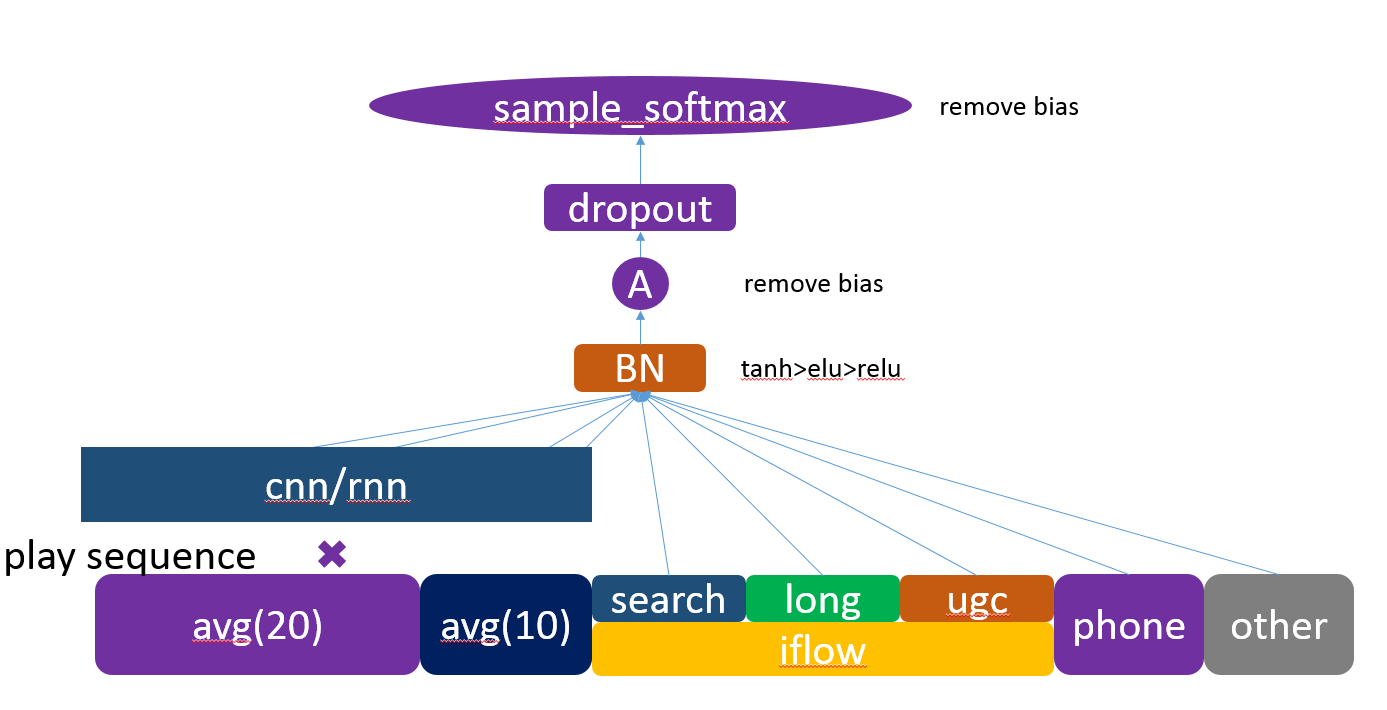 sample_softmax
remove bias
dropout
A
remove bias
BN
tanh>elu>relu
cnn/rnn
play sequence
avg(20)
avg(10)
search
long
ugc
iflow
phone
other